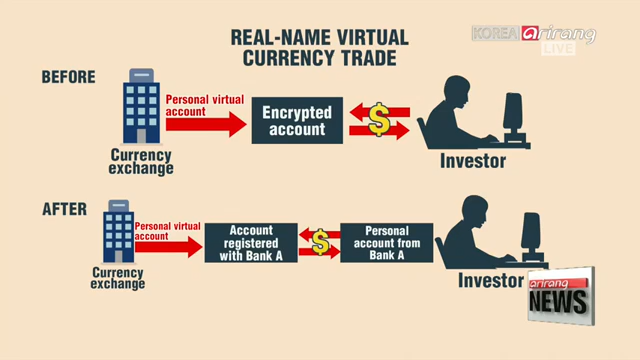 KOREA arirang
LIVE
REAL-NAME VIRTUAL
CURRENCY TRADE
BEFORE
Personal virtual
account
Encrypted
account
$
Currency
exchange
Investor
AFTER
Personal virtual
account
Account
registered
with Bank A
$
Personal
account from
Bank A
Currency
exchange
Investor
arirang
NEWS